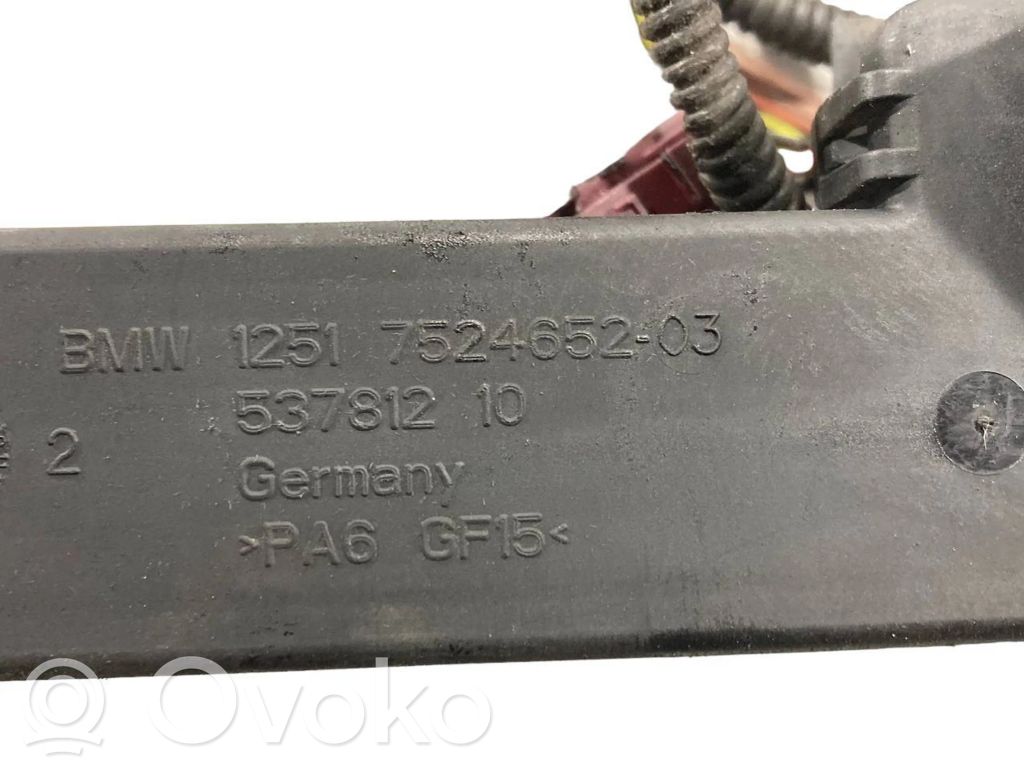 BMW 1251 7524652-03
537812 10
2
Germany
>PA6 GF15<
Ovoko